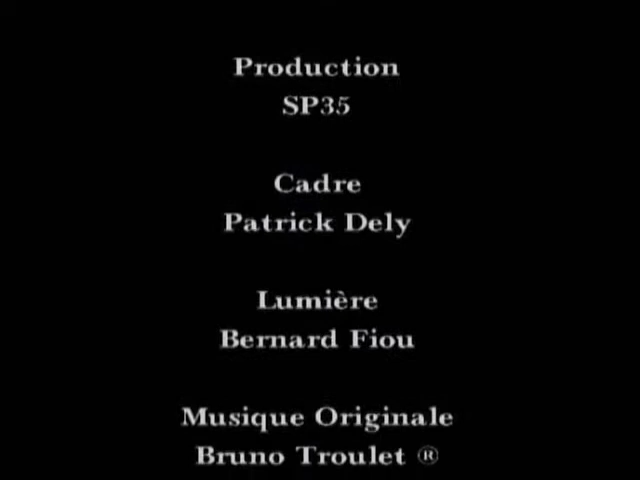 Production
SP35
Cadre
Patrick Dely
Lumière
Bernard Fiou
Musique Originale
Bruno Troulet ®